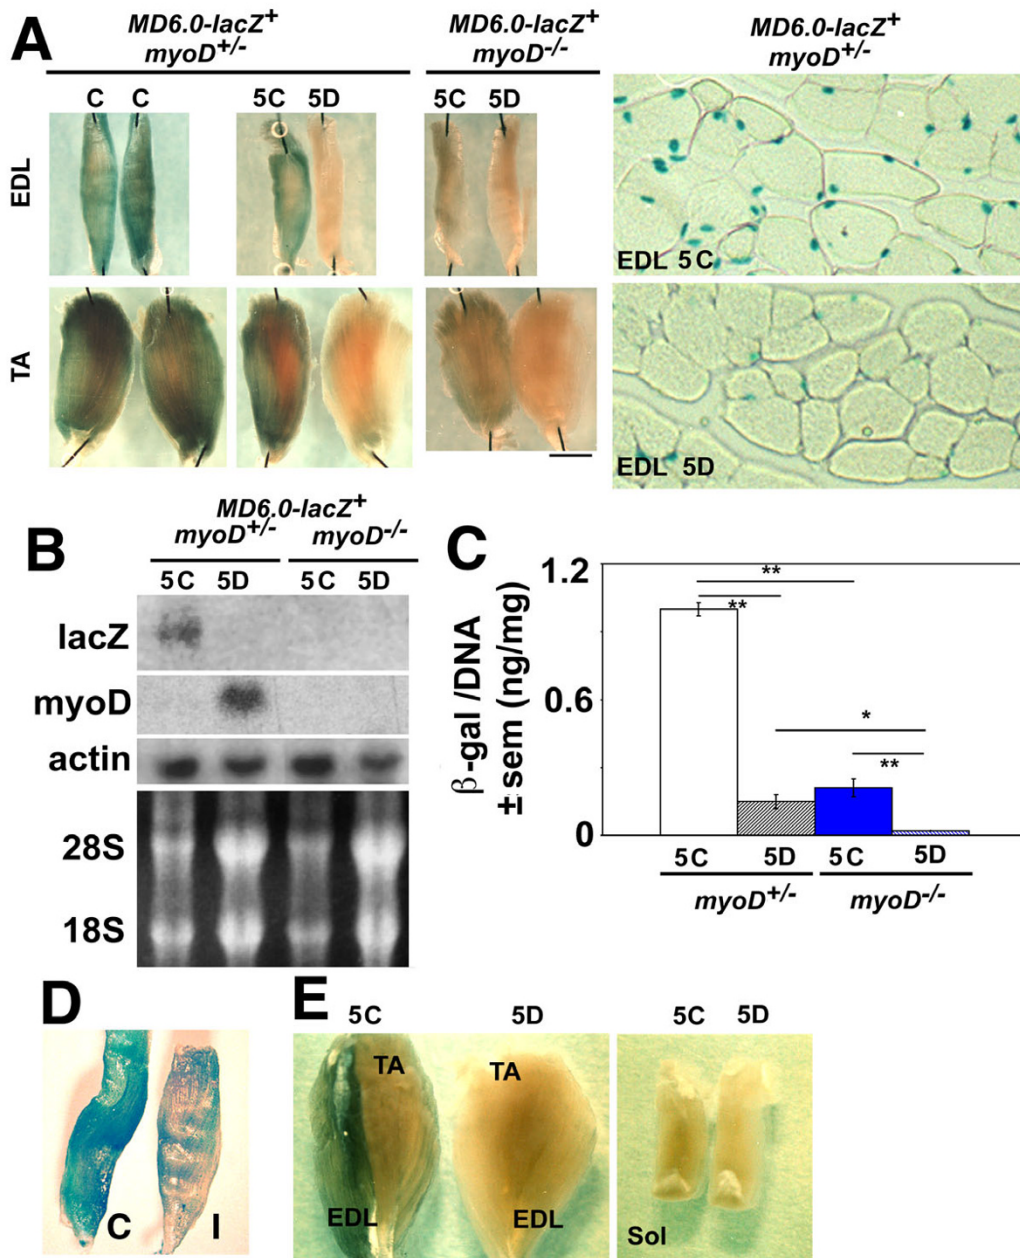 A
MD6.0-lacZ+
myoD+/-
MD6.0-lacZ+
myoD-/-
MD6.0-lacZ+
myoD+/-
C C 5C 5D 5C 5D
EDL
TA
EDL 5C
EDL 5D
B
MD6.0-lacZ+
myoD+/- myoD-/-
5C 5D 5C 5D
lacZ
myoD
actin
28S
18S
C
β-gal /DNA
± sem (ng/mg)
1.2
0.6
0
**
**
*
**
5C 5D 5C 5D
myoD+/- myoD-/-
D
C I
E
5C 5D 5C 5D
TA TA
EDL EDL
Sol